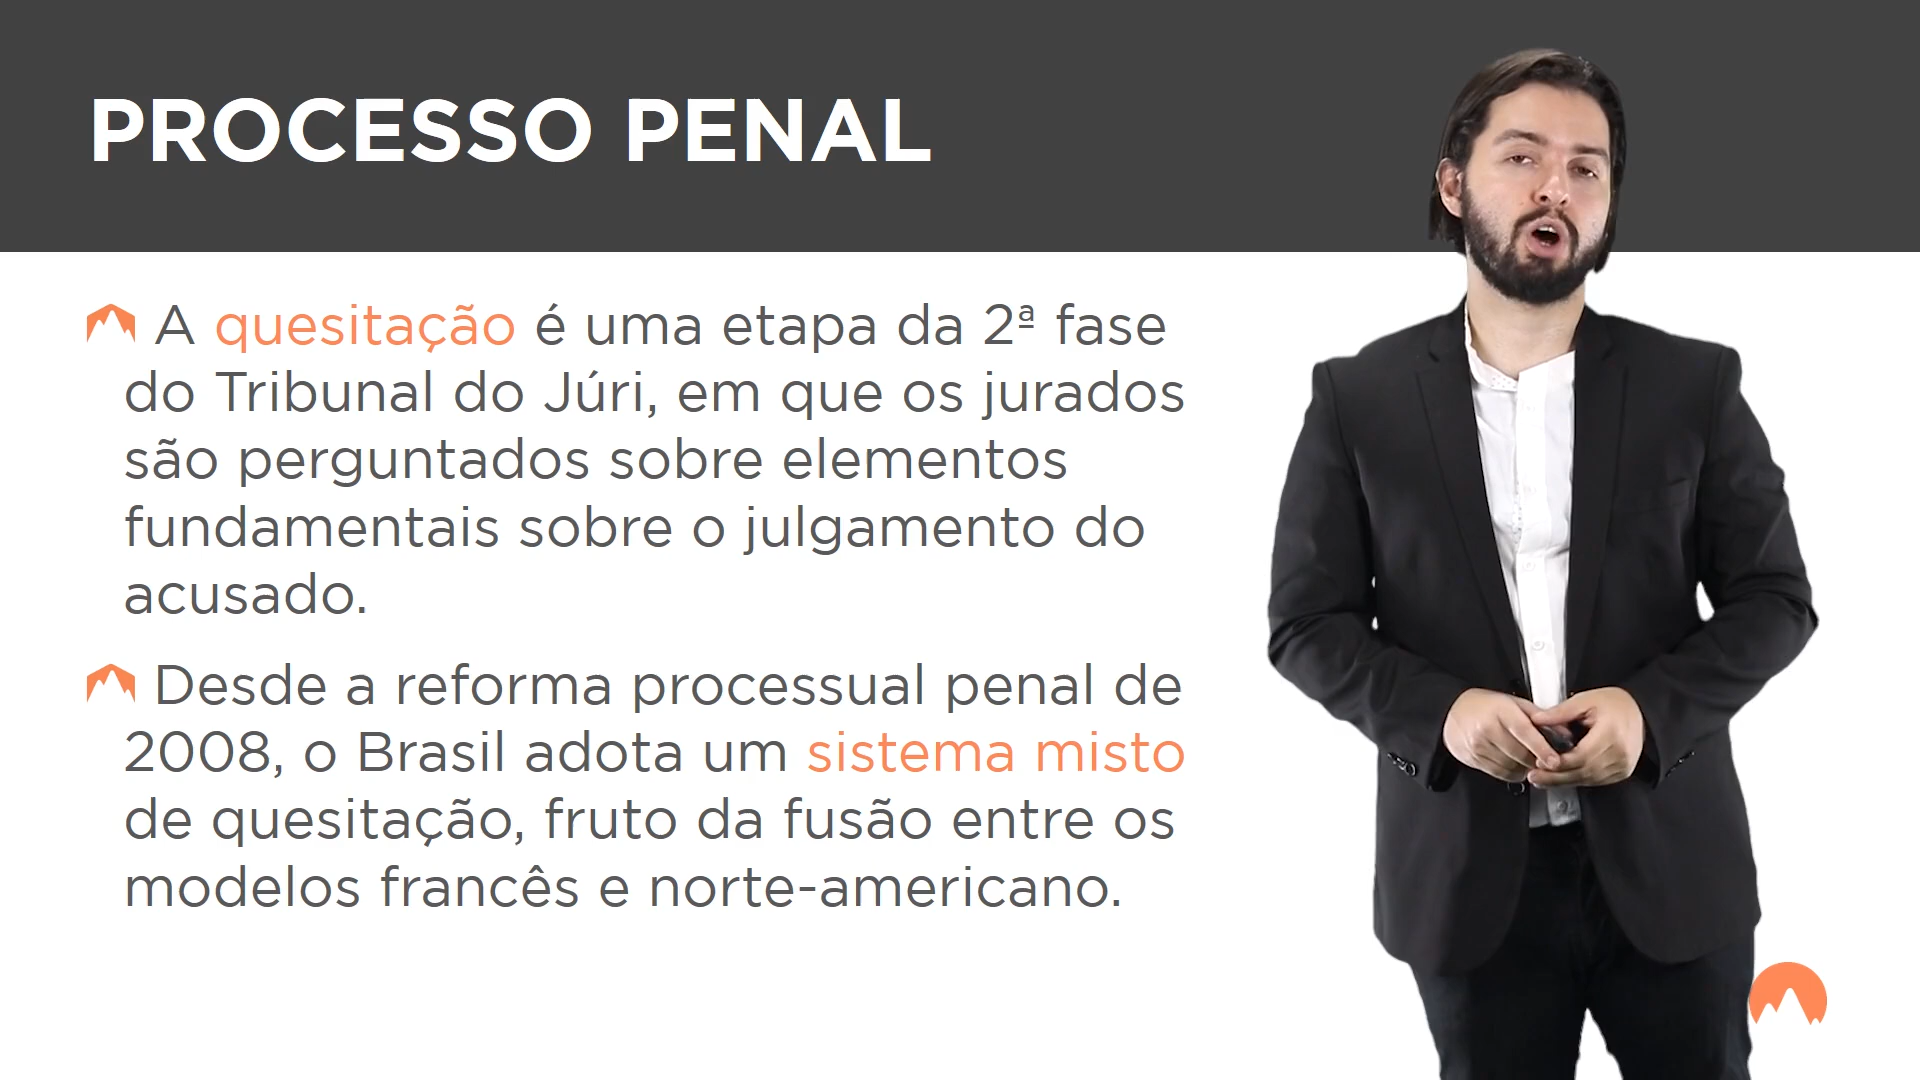 PROCESSO PENAL
A quesitação é uma etapa da 2ª fase
do Tribunal do Júri, em que os jurados
são perguntados sobre elementos
fundamentais sobre o julgamento do
acusado.
Desde a reforma processual penal de
2008, o Brasil adota um sistema misto
de quesitação, fruto da fusão entre os
modelos francês e norte-americano.